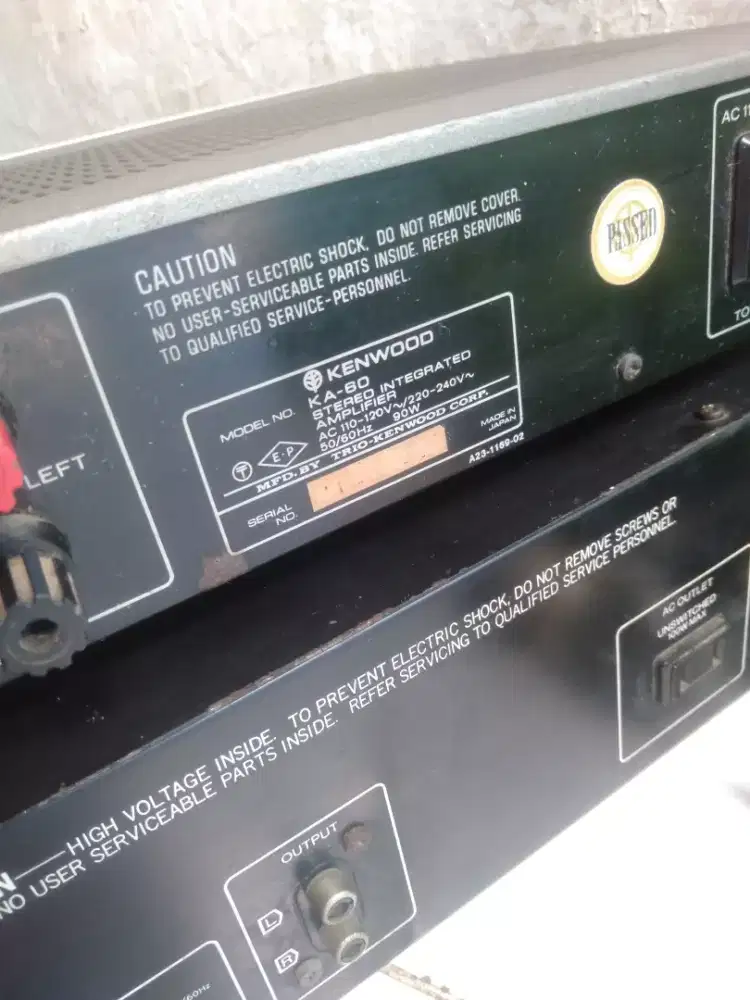 CAUTION
TO PREVENT ELECTRIC SHOCK, DO NOT REMOVE COVER.
NO USER-SERVICEABLE PARTS INSIDE. REFER SERVICING
TO QUALIFIED SERVICE-PERSONNEL.
PASSED
AC 11
TO
LEFT
KENWOOD
MODEL NO. KA-60
STEREO INTEGRATED
AMPLIFIER
AC 110-120V~/220-240V~
50/60Hz 90W
T E·P
MFD. BY TRIO-KENWOOD CORP.
MADE IN
JAPAN
SERIAL
NO.
A23-1169-02
N—HIGH VOLTAGE INSIDE. TO PREVENT ELECTRIC SHOCK, DO NOT REMOVE SCREWS OR
NO USER SERVICEABLE PARTS INSIDE. REFER SERVICING TO QUALIFIED SERVICE PERSONNEL.
AC OUTLET
UNSWITCHED
100W MAX
OUTPUT
L
R
/60Hz